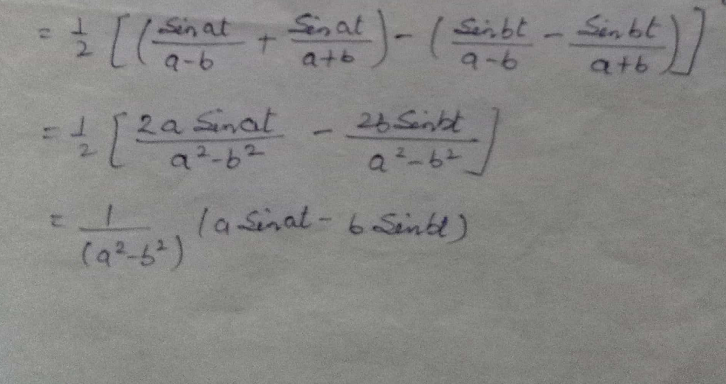 = 1/2 [ ( Sin at/a-b + Sin at/a+b ) - ( Sin bt/a-b - Sin bt/a+b ) ]
= 1/2 [ 2a Sin at/a²-b² - 2b Sin bt/a²-b² ]
= 1/(a²-b²) (a Sin at - b Sin bt)